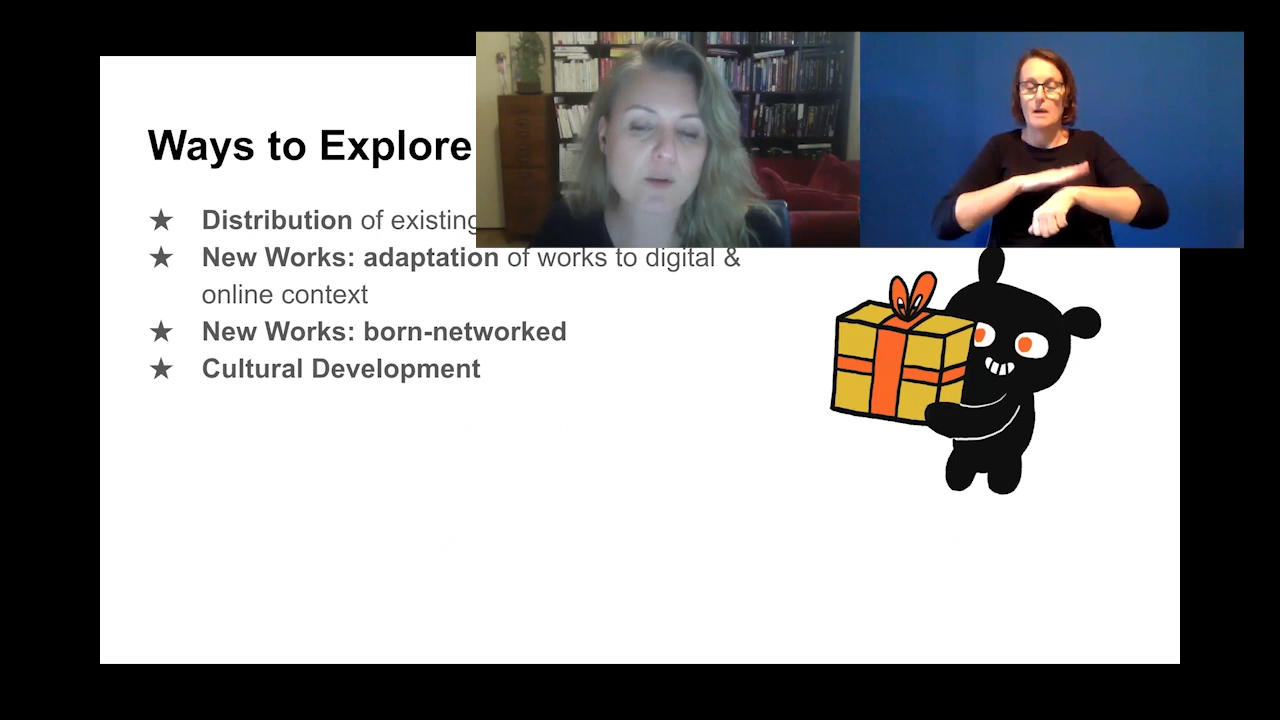 Ways to Explore
★ Distribution of existing
★ New Works: adaptation of works to digital &
online context
★ New Works: born-networked
★ Cultural Development